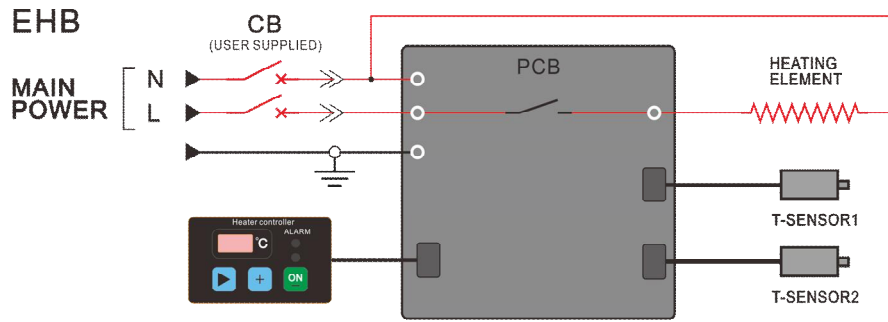 EHB
CB
(USER SUPPLIED)
MAIN
POWER
N
L
PCB
HEATING
ELEMENT
T-SENSOR1
T-SENSOR2
Heater controller
ALARM
°C
+
ON